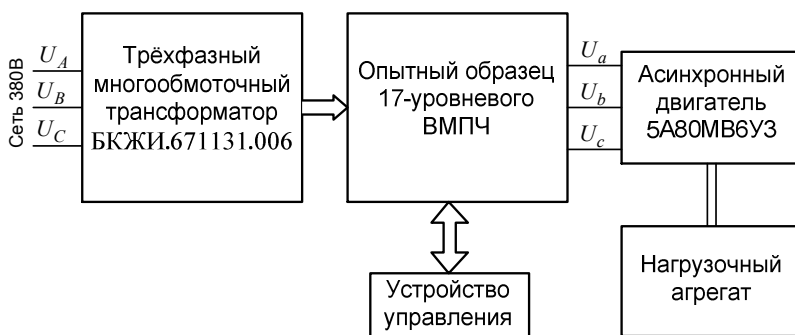 Сеть 380В
U_A
U_B
U_C
Трёхфазный
многообмоточный
трансформатор
БКЖИ.671131.006
Опытный образец
17-уровневого
ВМПЧ
U_a
U_b
U_c
Асинхронный
двигатель
5А80МВ6У3
Устройство
управления
Нагрузочный
агрегат